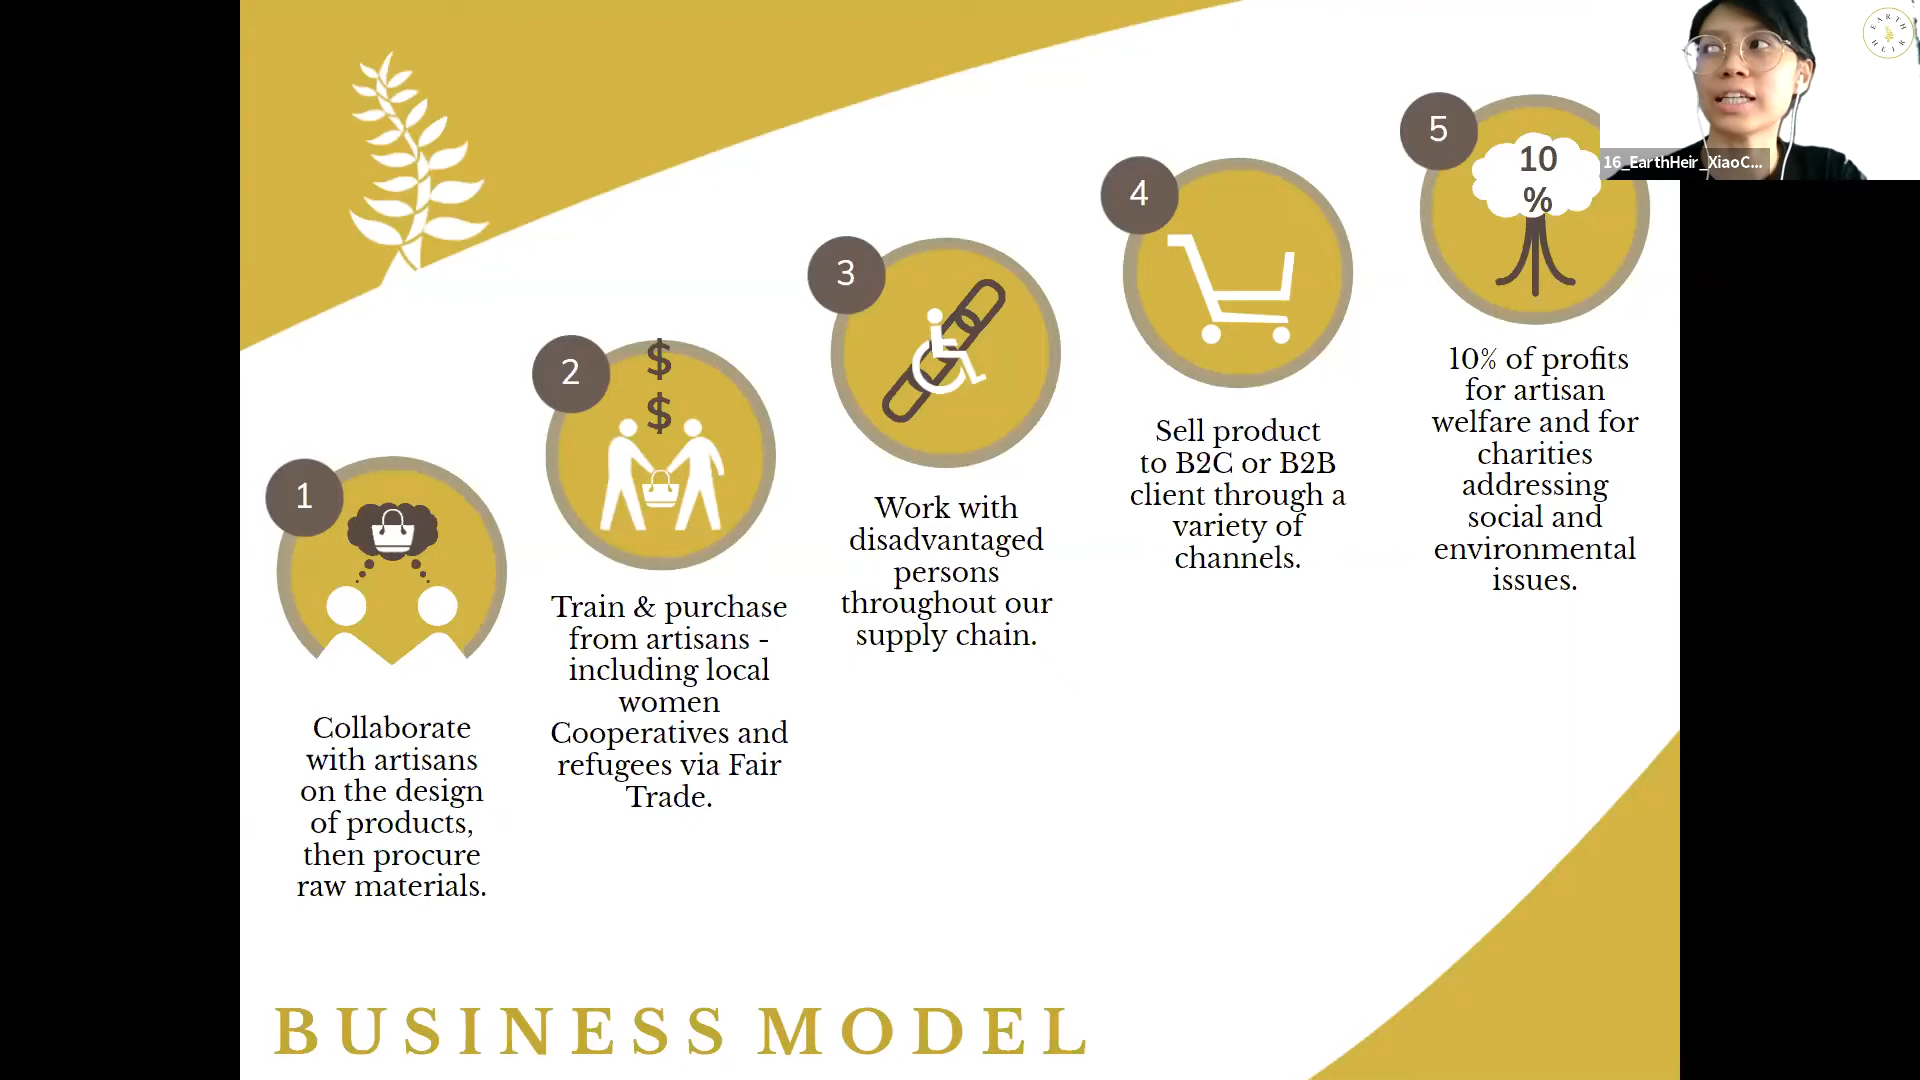 1
Collaborate
with artisans
on the design
of products,
then procure
raw materials.
2
$
$
Train & purchase
from artisans -
including local
women
Cooperatives and
refugees via Fair
Trade.
3
Work with
disadvantaged
persons
throughout our
supply chain.
4
Sell product
to B2C or B2B
client through a
variety of
channels.
5
10
%
10% of profits
for artisan
welfare and for
charities
addressing
social and
environmental
issues.
16_EarthHeir_XiaoC...
EARTH
HEIR
BUSINESS MODEL